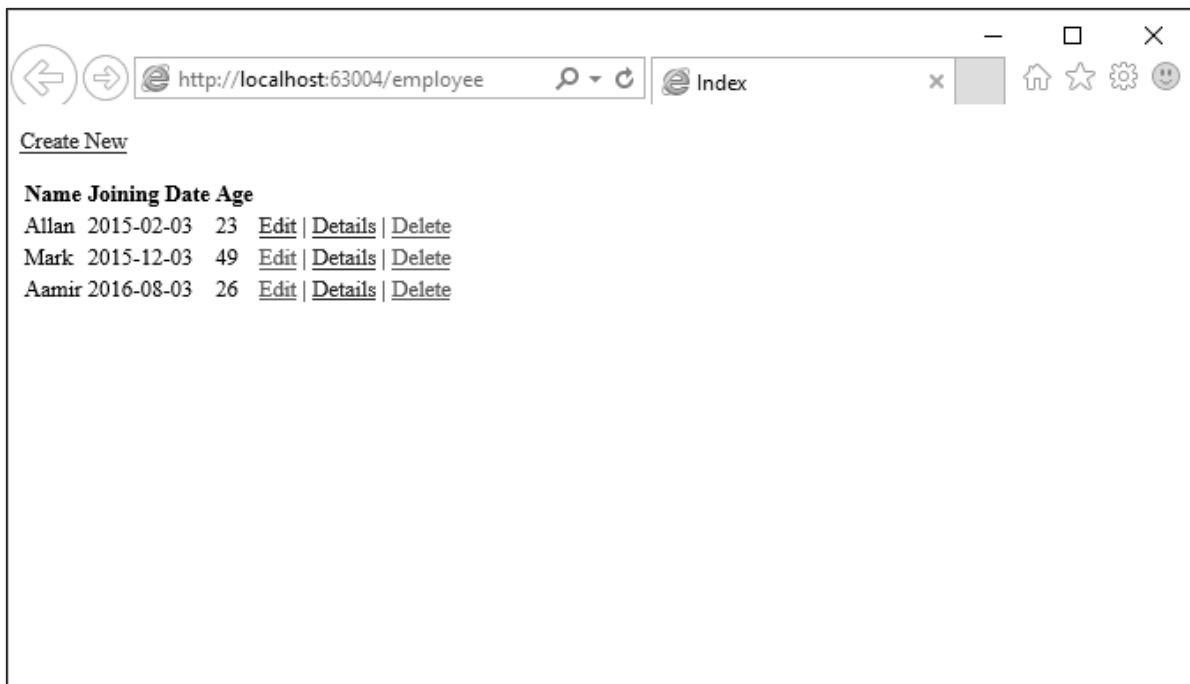 http://localhost:63004/employee
Index
Create New
Name Joining Date Age
Allan 2015-02-03 23 Edit | Details | Delete
Mark 2015-12-03 49 Edit | Details | Delete
Aamir 2016-08-03 26 Edit | Details | Delete